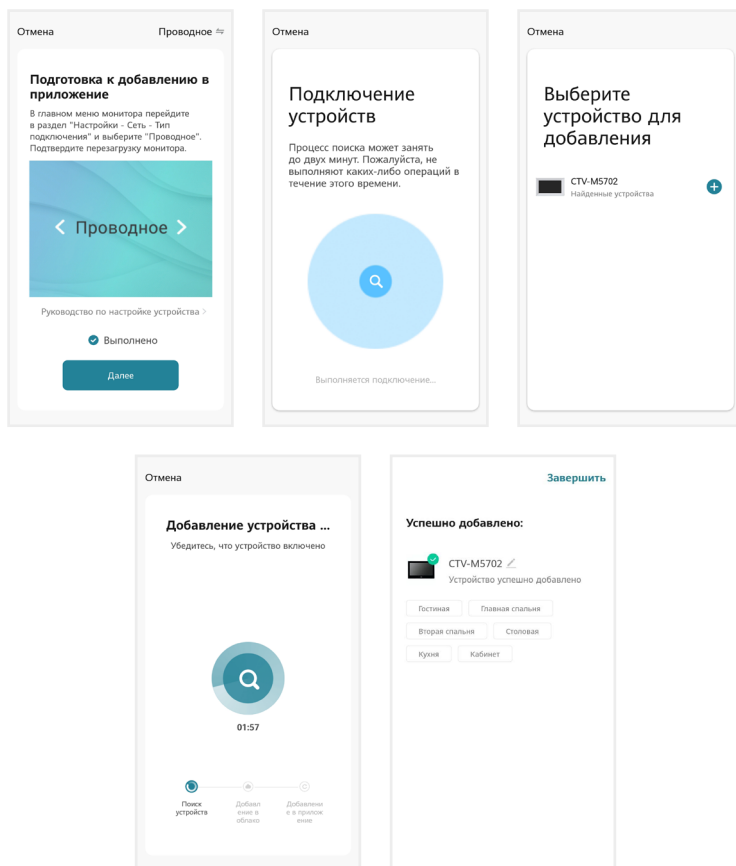 Отмена
Проводное
Подготовка к добавлению в
приложение
В главном меню монитора перейдите
в раздел "Настройки - Сеть - Тип
подключения" и выберите "Проводное".
Подтвердите перезагрузку монитора.
Проводное
Руководство по настройке устройства
Выполнено
Далее
Отмена
Подключение
устройств
Процесс поиска может занять
до двух минут. Пожалуйста, не
выполняют каких-либо операций в
течение этого времени.
Выполняется подключение...
Отмена
Выберите
устройство для
добавления
CTV-M5702
Найденные устройства
Отмена
Добавление устройства ...
Убедитесь, что устройство включено
01:57
Поиск
устройств
Добавл
ение в
облако
Добавлени
е в прилож
ение
Завершить
Успешно добавлено:
CTV-M5702
Устройство успешно добавлено
Гостиная
Главная спальня
Вторая спальня
Столовая
Кухня
Кабинет